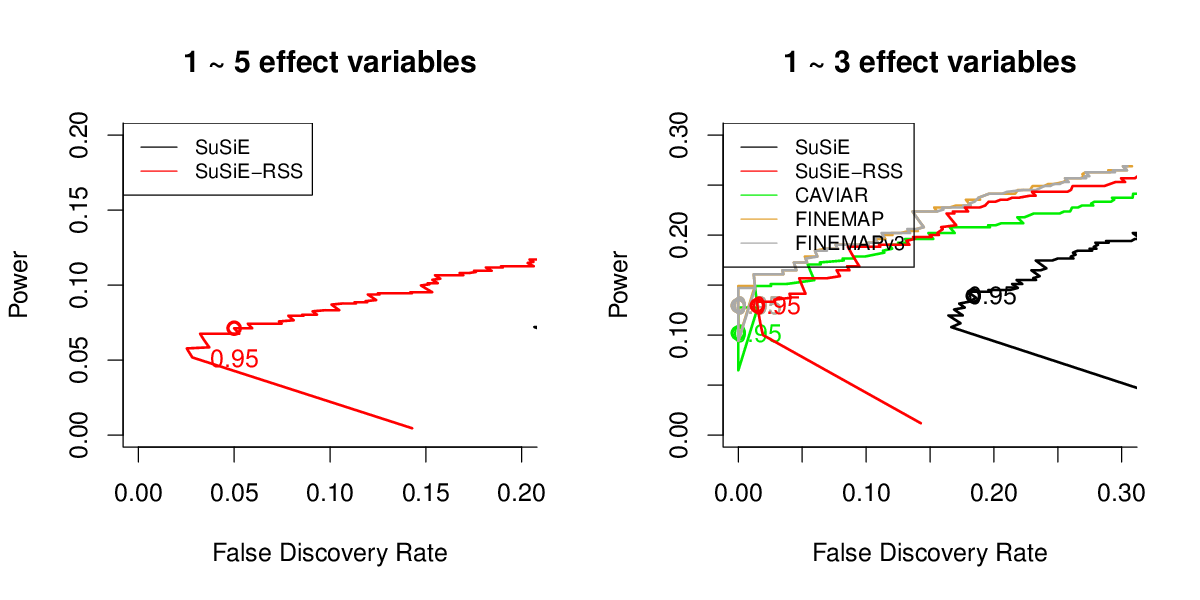 1 ~ 5 effect variables
SuSiE
SuSiE−RSS
0.95
0.00
0.05
0.10
0.15
0.20
Power
0.00
0.05
0.10
0.15
0.20
False Discovery Rate
1 ~ 3 effect variables
SuSiE
SuSiE−RSS
CAVIAR
FINEMAP
FINEMAPv3
0.95
0.95
0.95
0.00
0.10
0.20
0.30
Power
0.00
0.10
0.20
0.30
False Discovery Rate